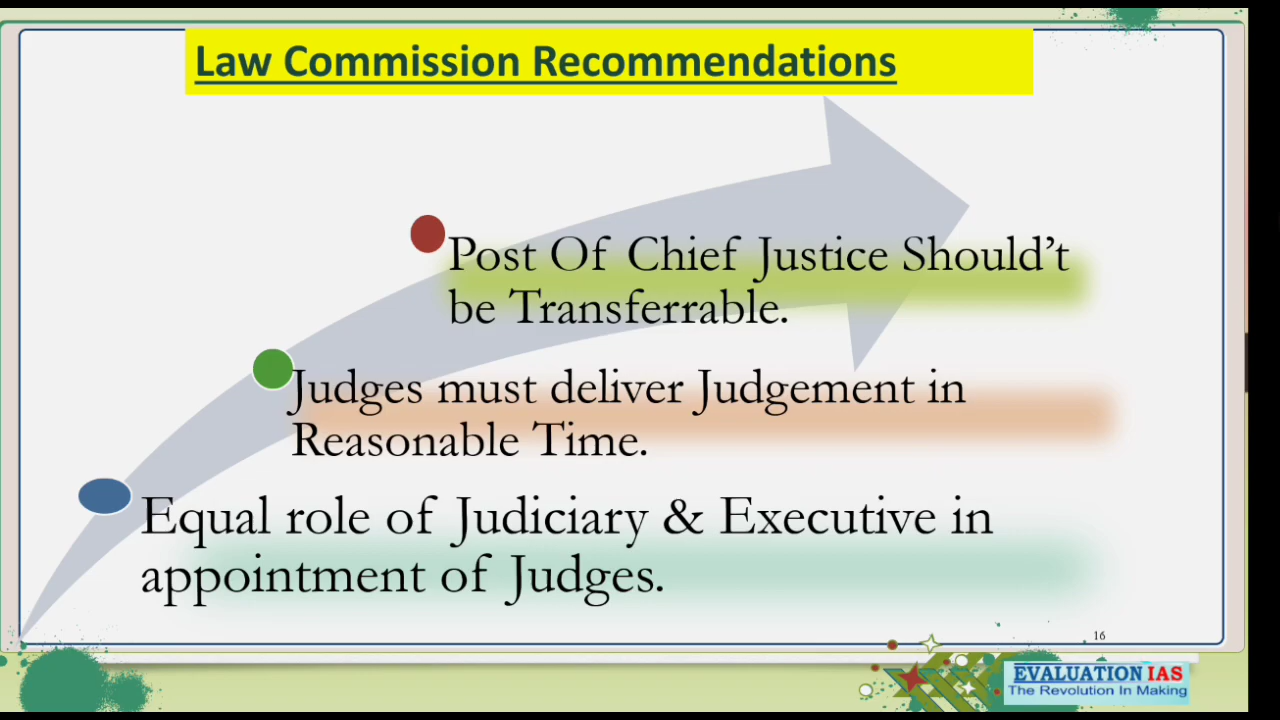 Law Commission Recommendations
Post Of Chief Justice Should’t
be Transferrable.
Judges must deliver Judgement in
Reasonable Time.
Equal role of Judiciary & Executive in
appointment of Judges.
16
EVALUATION IAS
The Revolution In Making